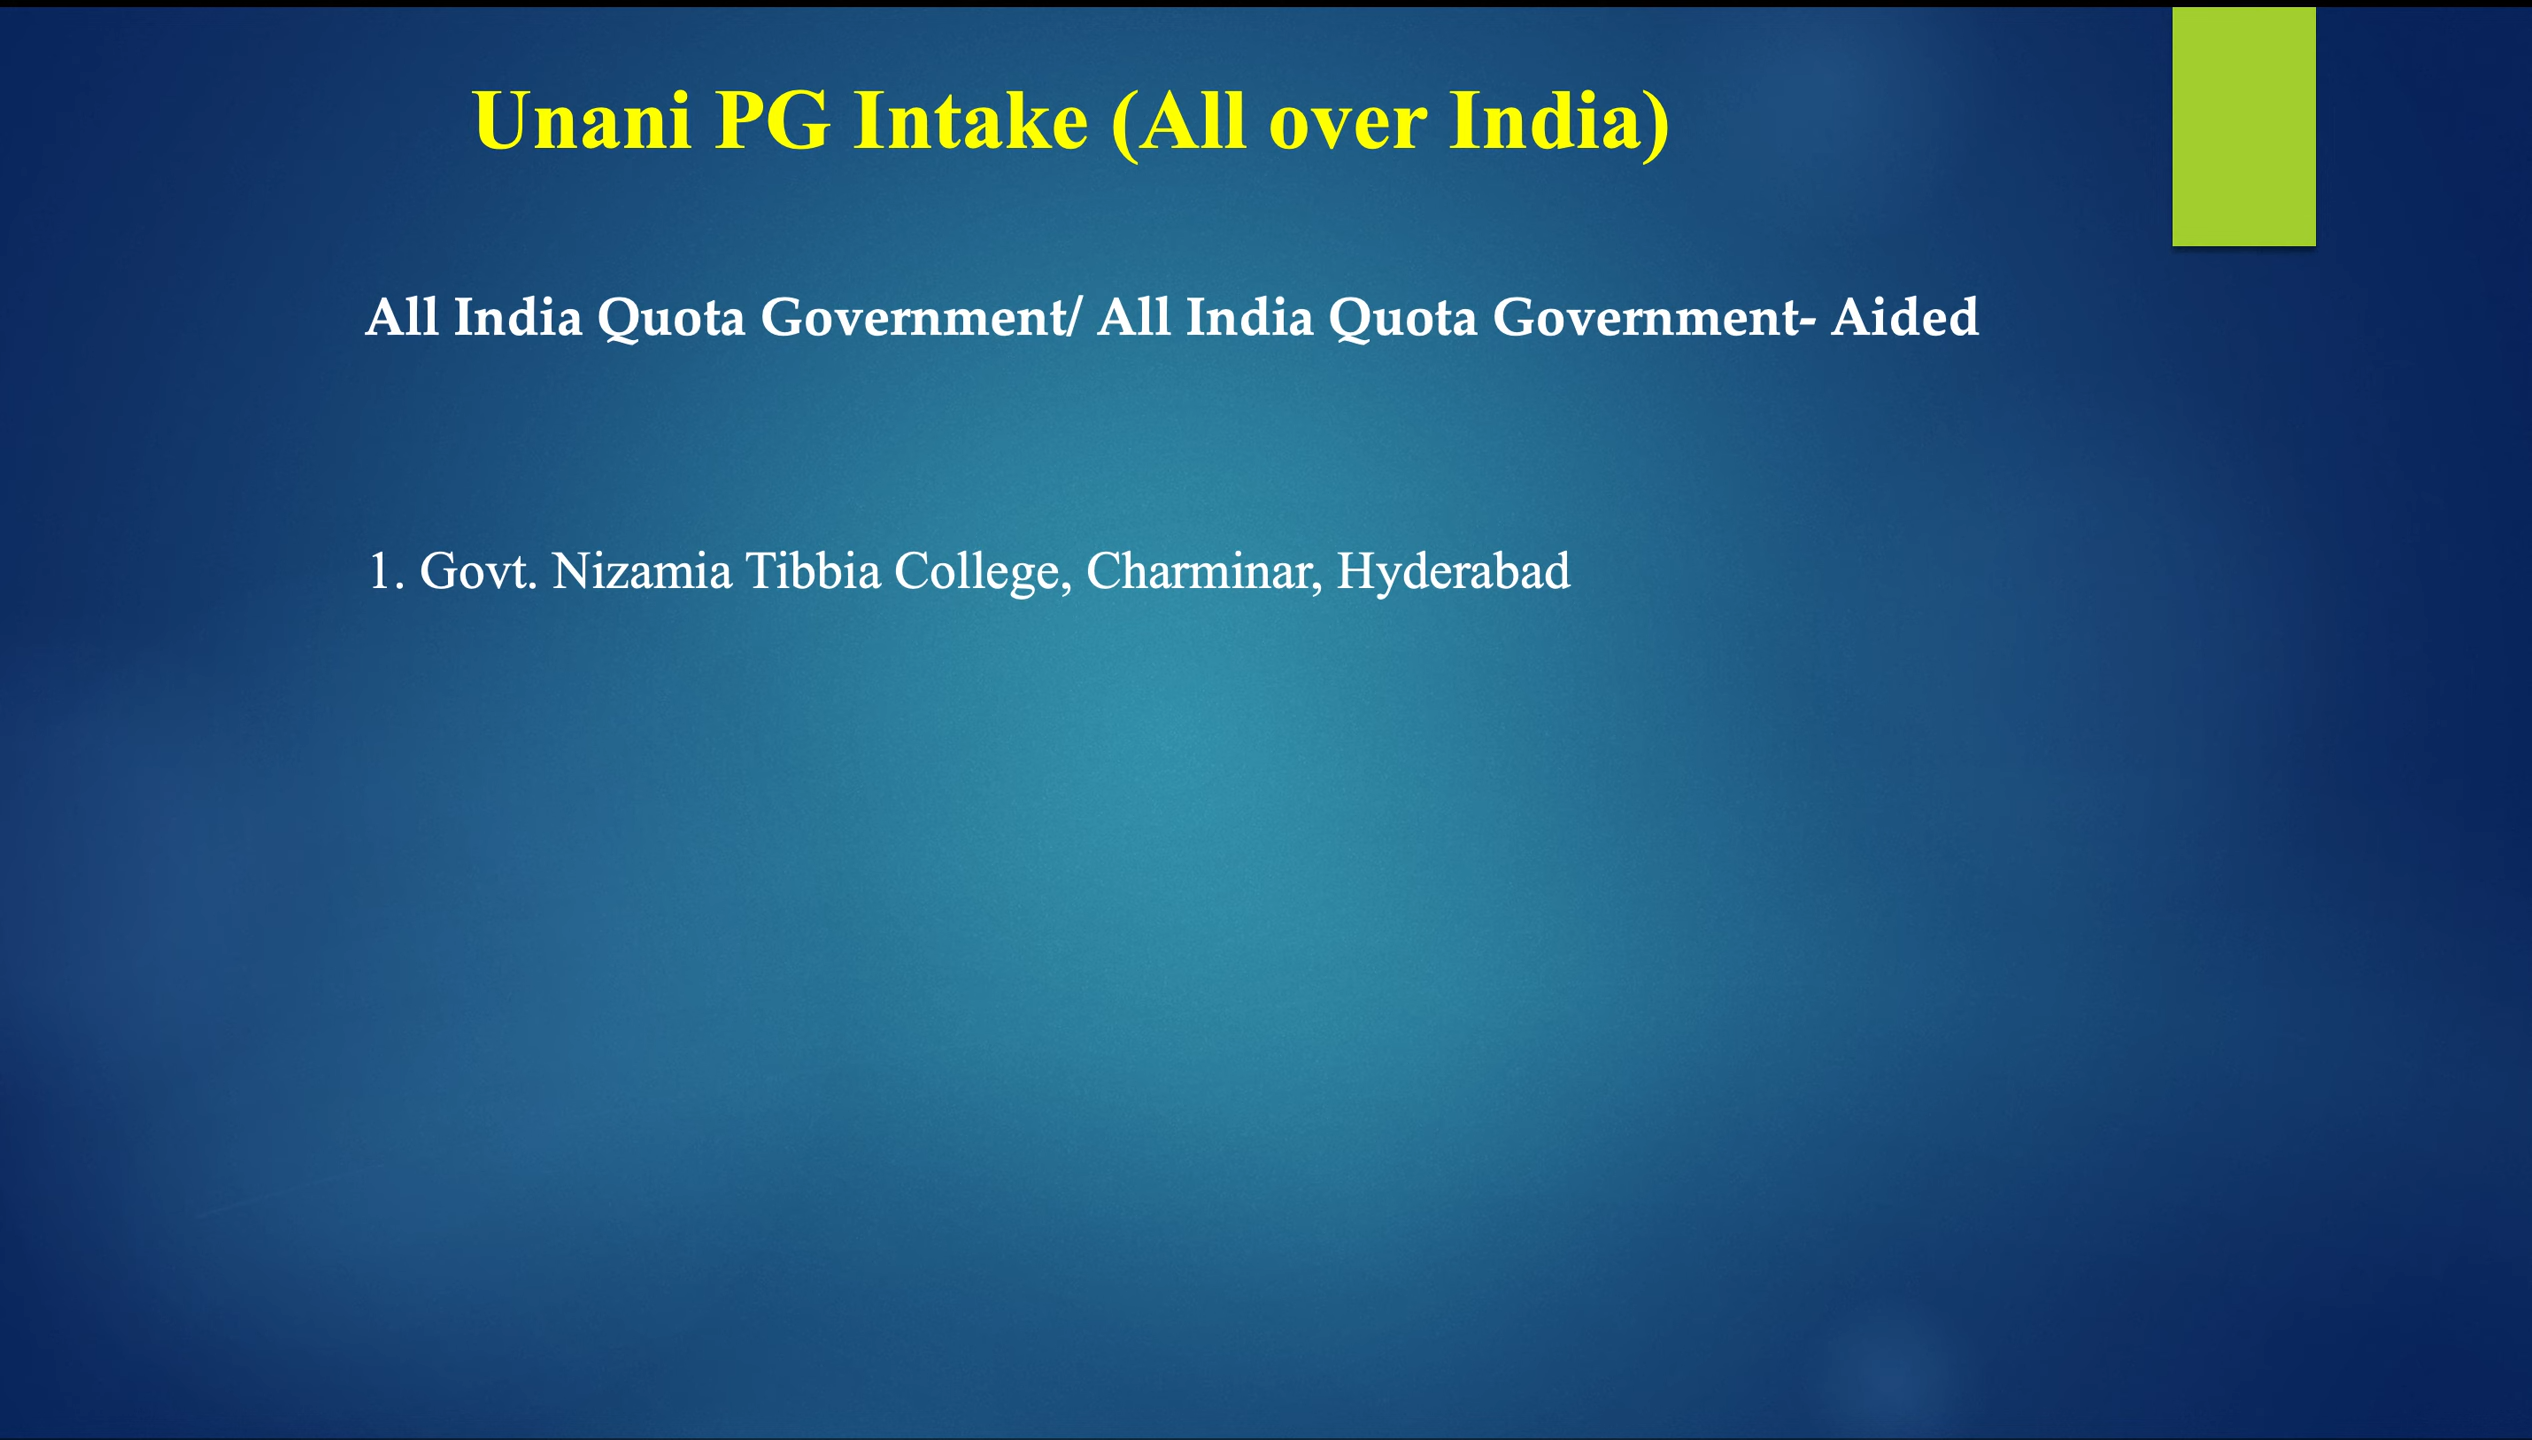 Unani PG Intake (All over India)
All India Quota Government/ All India Quota Government- Aided
1. Govt. Nizamia Tibbia College, Charminar, Hyderabad